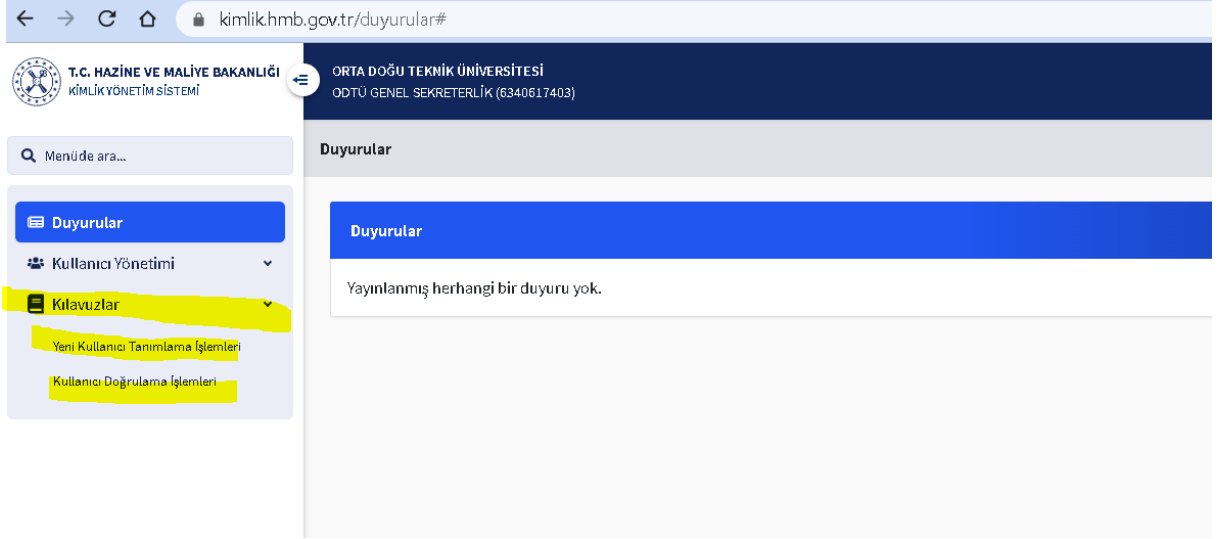 kimlik.hmb.gov.tr/duyurular#
T.C. HAZİNE VE MALİYE BAKANLIĞI
KİMLİK YÖNETİM SİSTEMİ
ORTA DOĞU TEKNİK ÜNİVERSİTESİ
ODTÜ GENEL SEKRETERLİK (6340617403)
Menüde ara...
Duyurular
Duyurular
Kullanıcı Yönetimi
Kılavuzlar
Yeni Kullanıcı Tanımlama İşlemleri
Kullanıcı Doğrulama İşlemleri
Duyurular
Yayınlanmış herhangi bir duyuru yok.